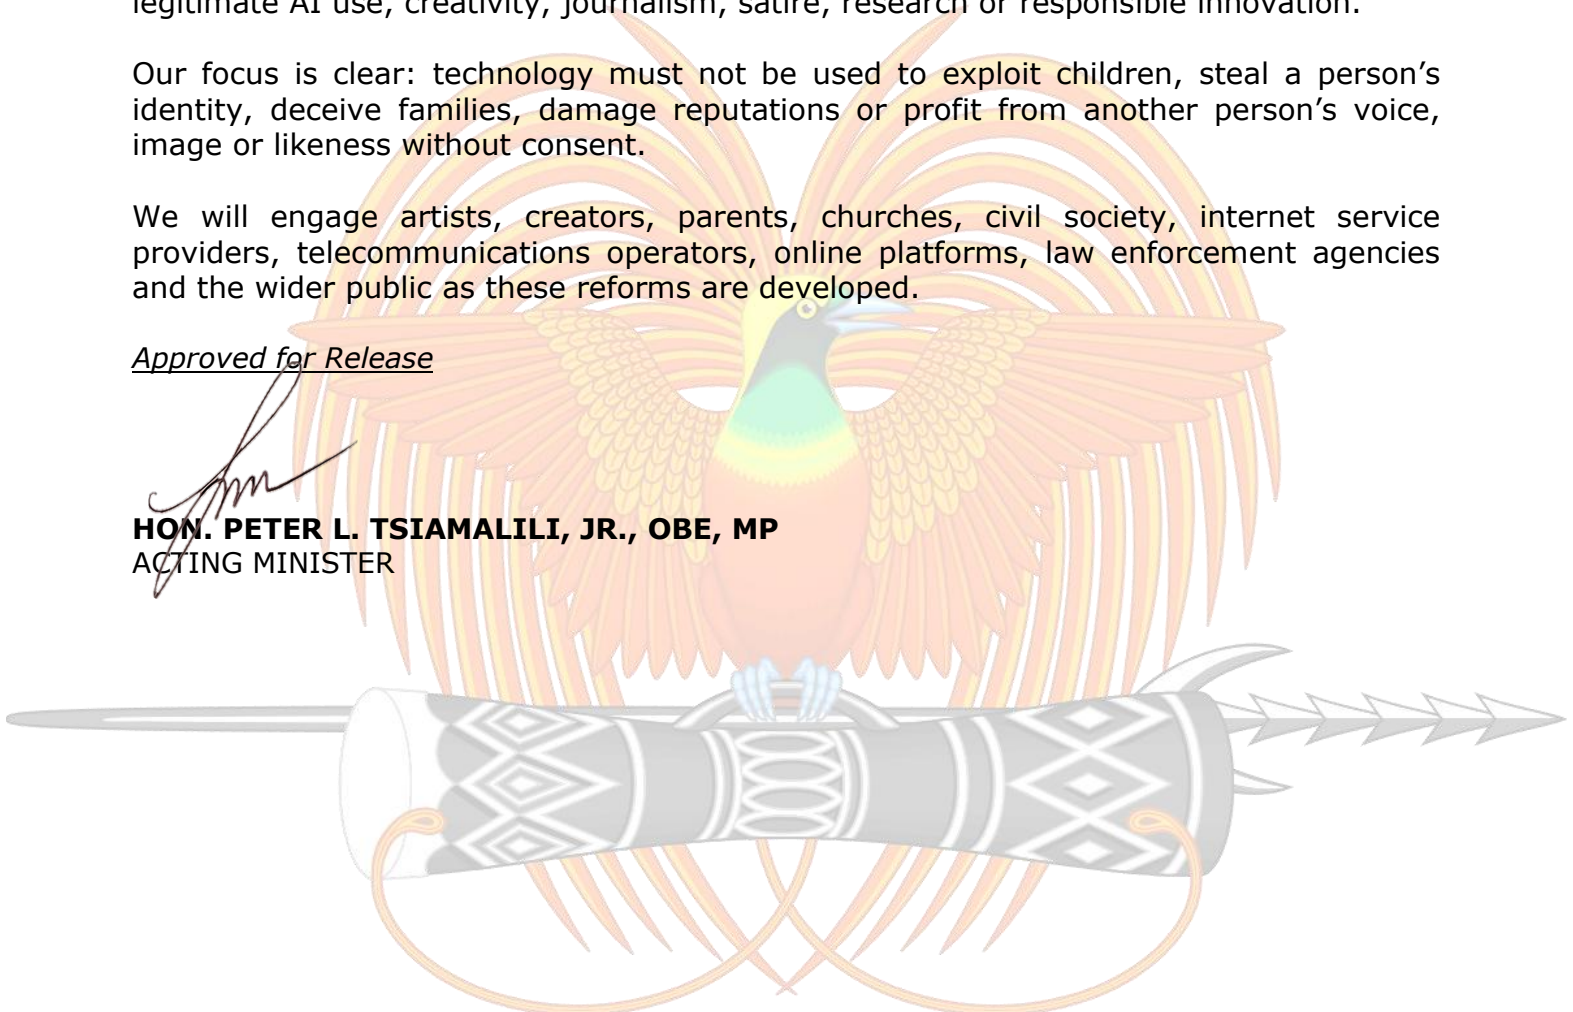 legitimate AI use, creativity, journalism, satire, research or responsible innovation.
Our focus is clear: technology must not be used to exploit children, steal a person’s
identity, deceive families, damage reputations or profit from another person’s voice,
image or likeness without consent.
We will engage artists, creators, parents, churches, civil society, internet service
providers, telecommunications operators, online platforms, law enforcement agencies
and the wider public as these reforms are developed.
Approved for Release
HON. PETER L. TSIAMALILI, JR., OBE, MP
ACTING MINISTER